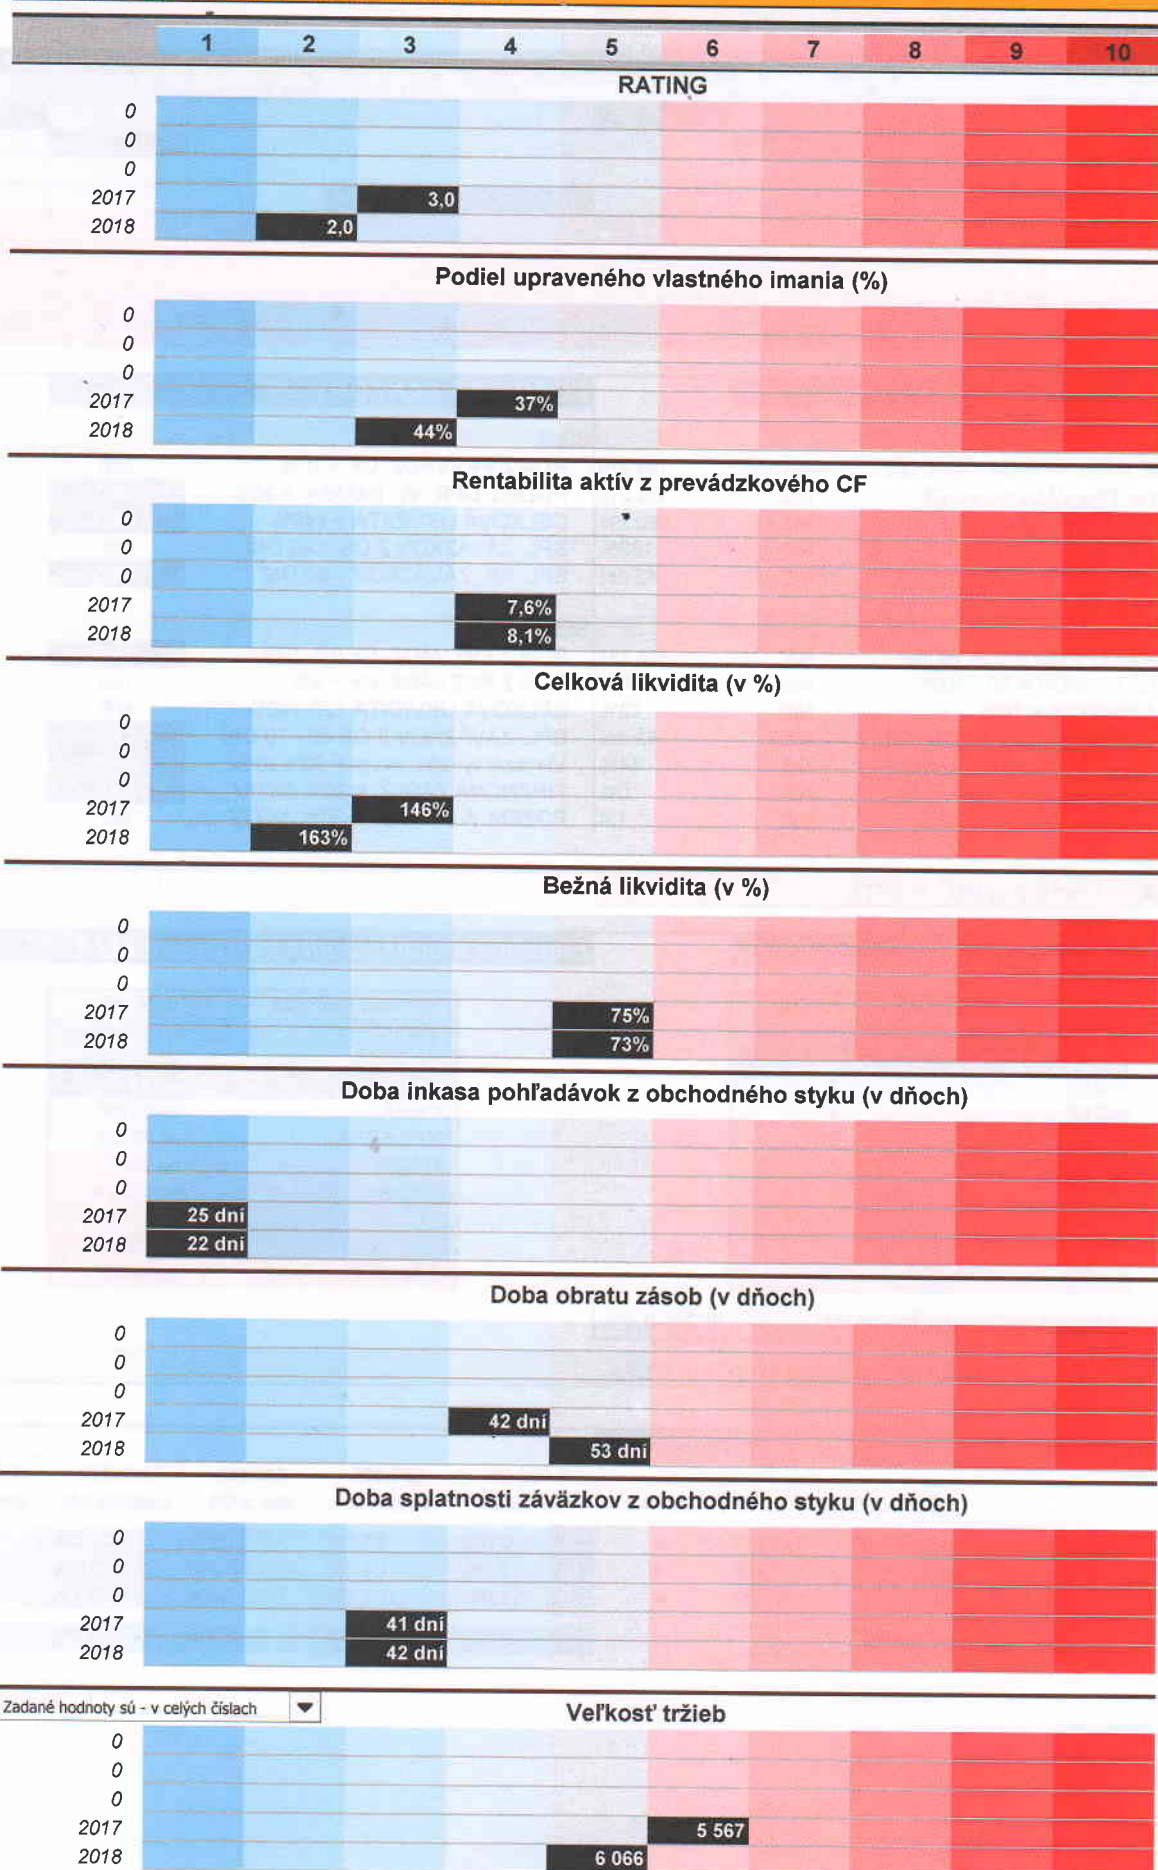 1 2 3 4 5 6 7 8 9 10
RATING
0
0
0
2017 3,0
2018 2,0
Podiel upraveného vlastného imania (%)
0
0
0
2017 37%
2018 44%
Rentabilita aktív z prevádzkového CF
0
0
0
2017 7,6%
2018 8,1%
Celková likvidita (v %)
0
0
0
2017 146%
2018 163%
Bežná likvidita (v %)
0
0
0
2017 75%
2018 73%
Doba inkasa pohľadávok z obchodného styku (v dňoch)
0
0
0
2017 25 dní
2018 22 dní
Doba obratu zásob (v dňoch)
0
0
0
2017 42 dní
2018 53 dní
Doba splatnosti záväzkov z obchodného styku (v dňoch)
0
0
0
2017 41 dní
2018 42 dní
Zadané hodnoty sú - v celých číslach
Veľkosť tržieb
0
0
0
2017 5 567
2018 6 066